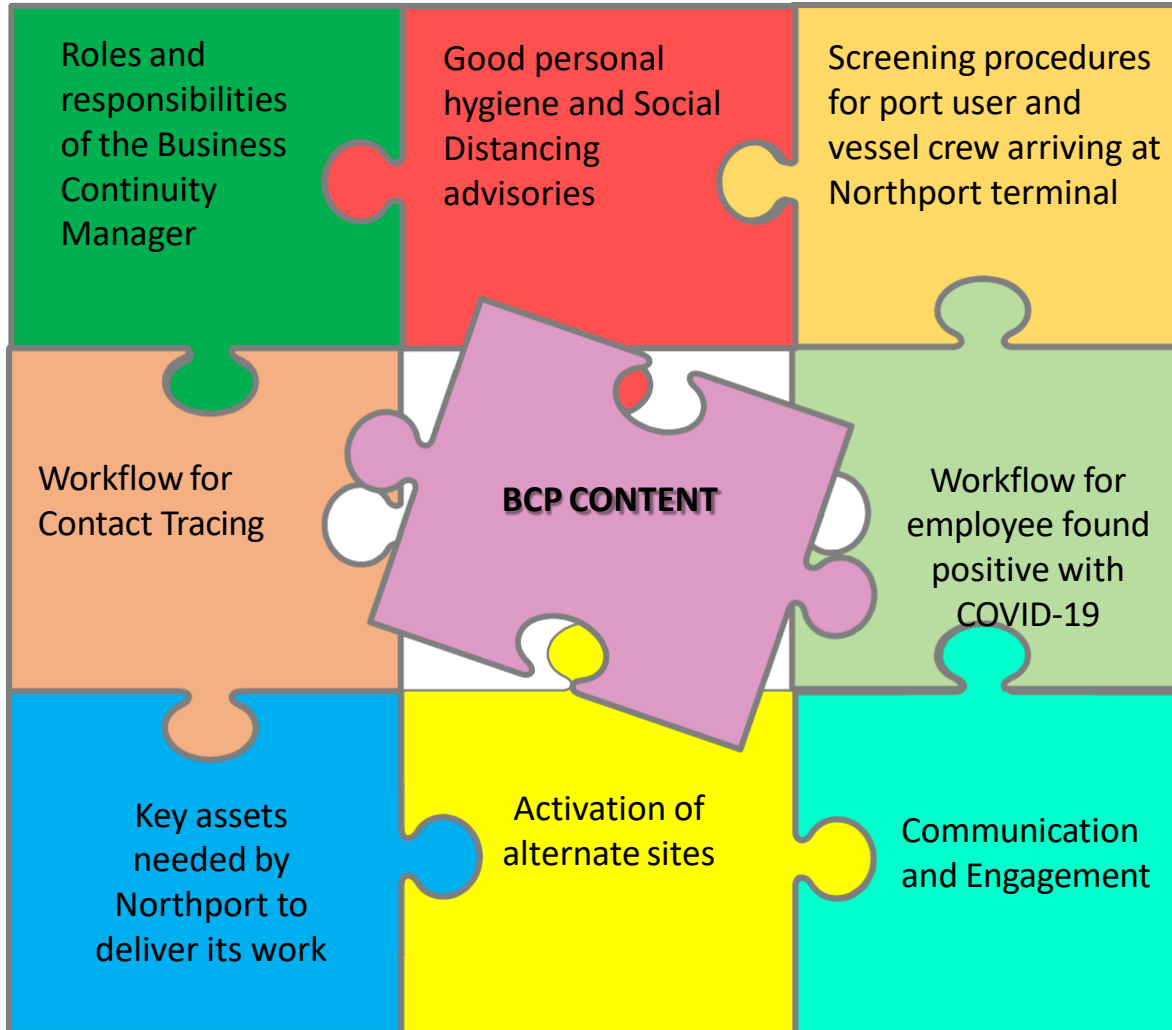 Roles and
responsibilities
of the Business
Continuity
Manager
Good personal
hygiene and Social
Distancing
advisories
Screening procedures
for port user and
vessel crew arriving at
Northport terminal
Workflow for
Contact Tracing
BCP CONTENT
Workflow for
employee found
positive with
COVID-19
Key assets
needed by
Northport to
deliver its work
Activation of
alternate sites
Communication
and Engagement